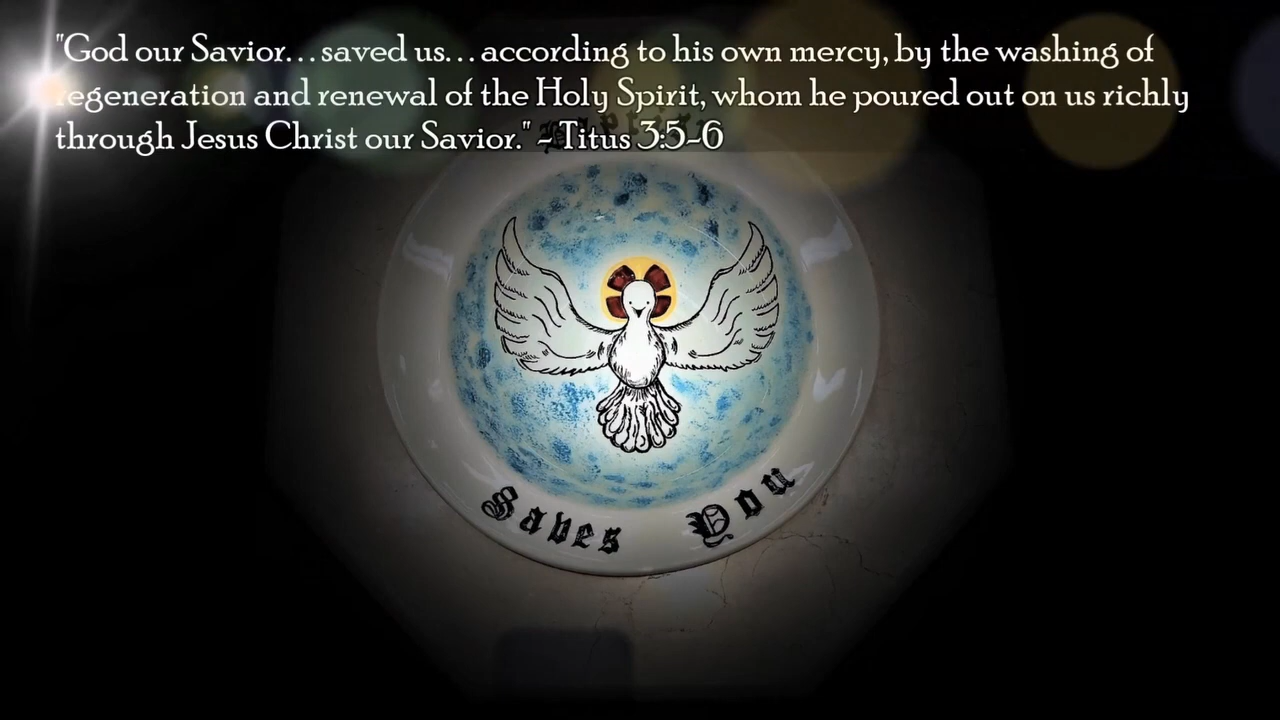 "God our Savior…saved us…according to his own mercy, by the washing of
regeneration and renewal of the Holy Spirit, whom he poured out on us richly
through Jesus Christ our Savior." ~Titus 3:5-6
Saves You